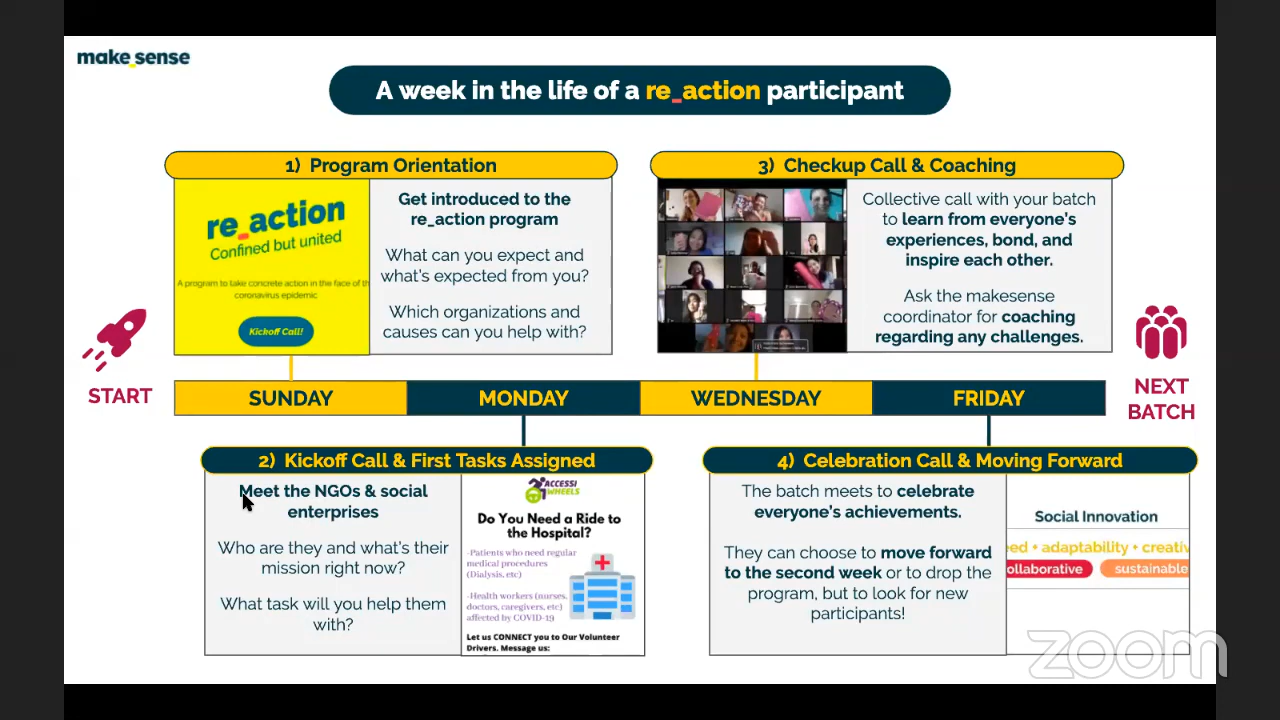 make_sense
A week in the life of a re_action participant
1) Program Orientation
re_action
Confined but united
A program to take concrete action in the face of th
coronavirus epidemic
Kickoff Call!
Get introduced to the
re_action program
What can you expect and
what's expected from you?
Which organizations and
causes can you help with?
3) Checkup Call & Coaching
Collective call with your batch
to learn from everyone's
experiences, bond, and
inspire each other.
Ask the makesense
coordinator for coaching
regarding any challenges.
START
SUNDAY
MONDAY
WEDNESDAY
FRIDAY
NEXT
BATCH
2) Kickoff Call & First Tasks Assigned
Meet the NGOs & social
enterprises
Who are they and what's their
mission right now?
What task will you help them
with?
ACCESSI
WHEELS
Do You Need a Ride to
the Hospital?
-Patients who need regular
medical procedures
(Dialysis, etc)
-Health workers (nurses,
doctors, caregivers, etc)
affected by COVID-19
Let us CONNECT you to Our Volunteer
Drivers. Message us:
4) Celebration Call & Moving Forward
The batch meets to celebrate
everyone's achievements.
They can choose to move forward
to the second week or to drop the
program, but to look for new
participants!
Social Innovation
eed + adaptability + creativ
ollaborative
sustainable
zoom